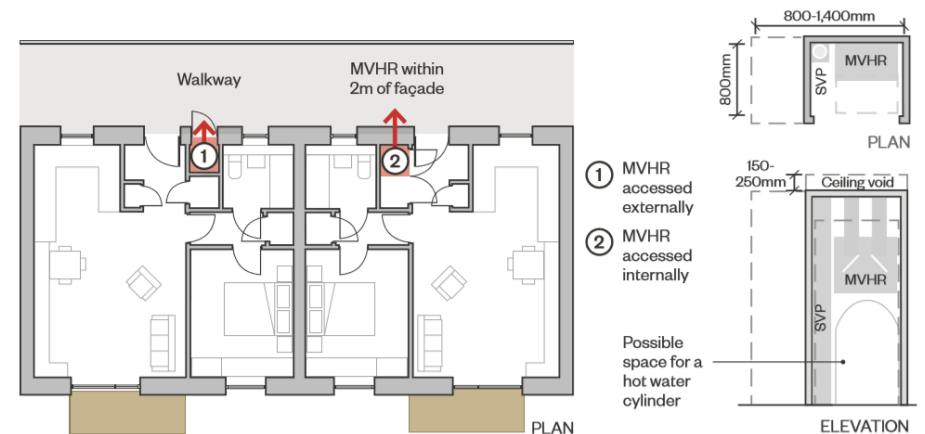 Walkway
MVHR within
2m of façade
1
2
PLAN
1 MVHR
accessed
externally
2 MVHR
accessed
internally
800-1,400mm
800mm
SVP
MVHR
PLAN
150-
250mm
Ceiling void
MVHR
SVP
Possible
space for a
hot water
cylinder
ELEVATION